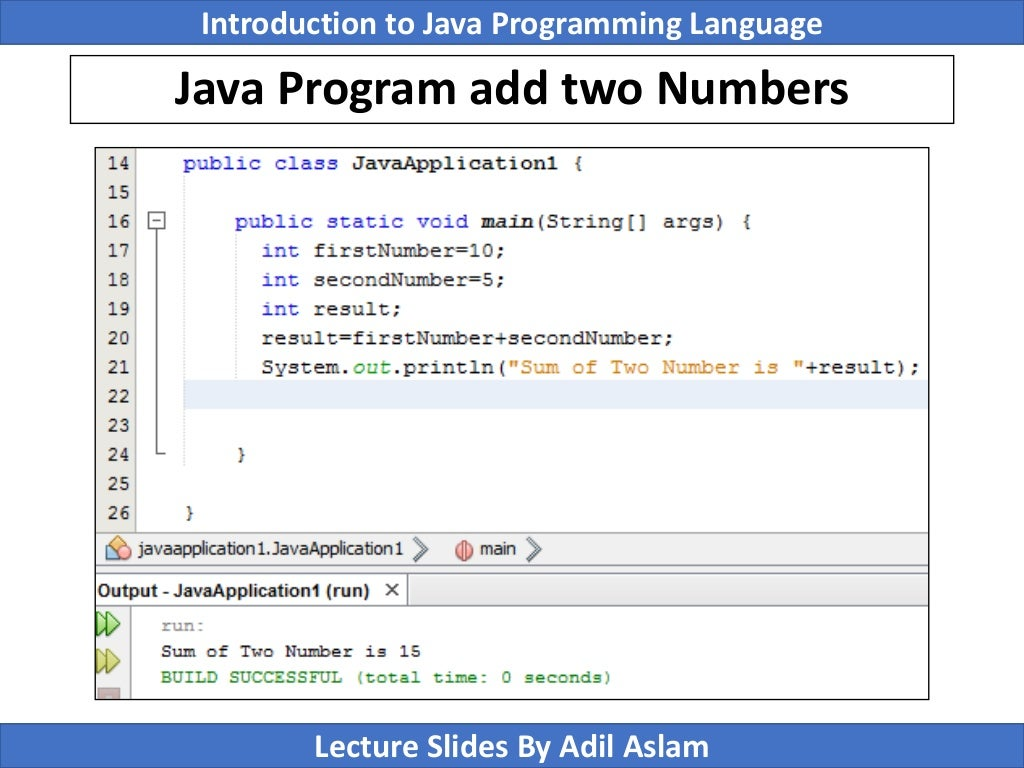 Introduction to Java Programming Language
Java Program add two Numbers
14 public class JavaApplication1 {
15
16 public static void main(String[] args) {
17 int firstNumber=10;
18 int secondNumber=5;
19 int result;
20 result=firstNumber+secondNumber;
21 System.out.println("Sum of Two Number is "+result);
22
23
24 }
25
26 }
javaapplication1.JavaApplication1 main
Output - JavaApplication1 (run)
run:
Sum of Two Number is 15
BUILD SUCCESSFUL (total time: 0 seconds)
Lecture Slides By Adil Aslam